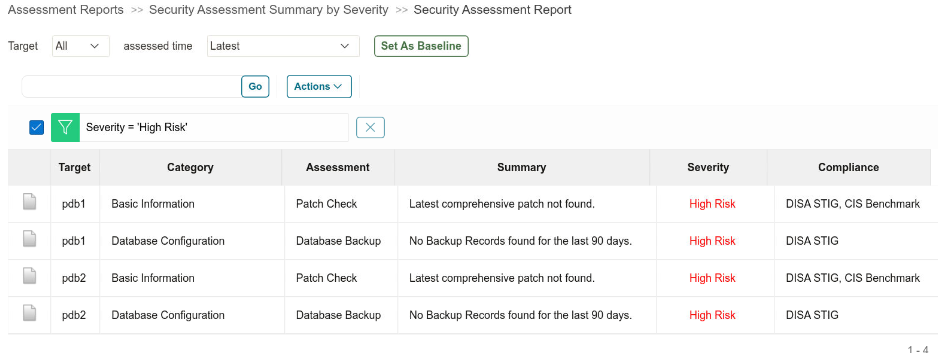 Assessment Reports >> Security Assessment Summary by Severity >> Security Assessment Report
Target All assessed time Latest Set As Baseline
Go Actions
Severity = 'High Risk'
Target Category Assessment Summary Severity Compliance
pdb1 Basic Information Patch Check Latest comprehensive patch not found. High Risk DISA STIG, CIS Benchmark
pdb1 Database Configuration Database Backup No Backup Records found for the last 90 days. High Risk DISA STIG
pdb2 Basic Information Patch Check Latest comprehensive patch not found. High Risk DISA STIG, CIS Benchmark
pdb2 Database Configuration Database Backup No Backup Records found for the last 90 days. High Risk DISA STIG
1 - 4